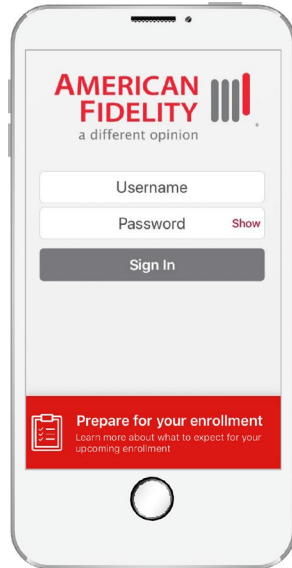 AMERICAN
FIDELITY
a different opinion
Username
Password Show
Sign In
Prepare for your enrollment
Learn more about what to expect for your
upcoming enrollment